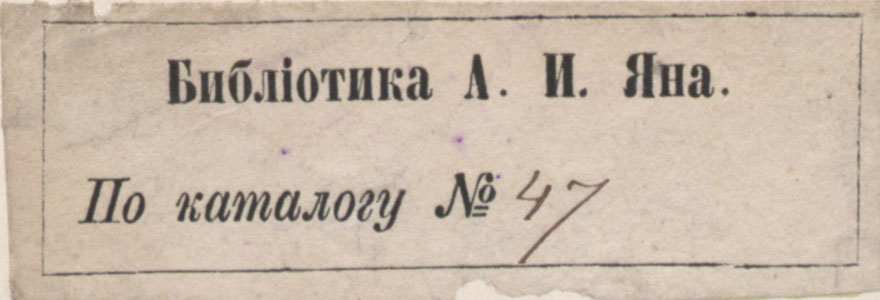 Библіотика А. И. Яна.
По каталогу № 47